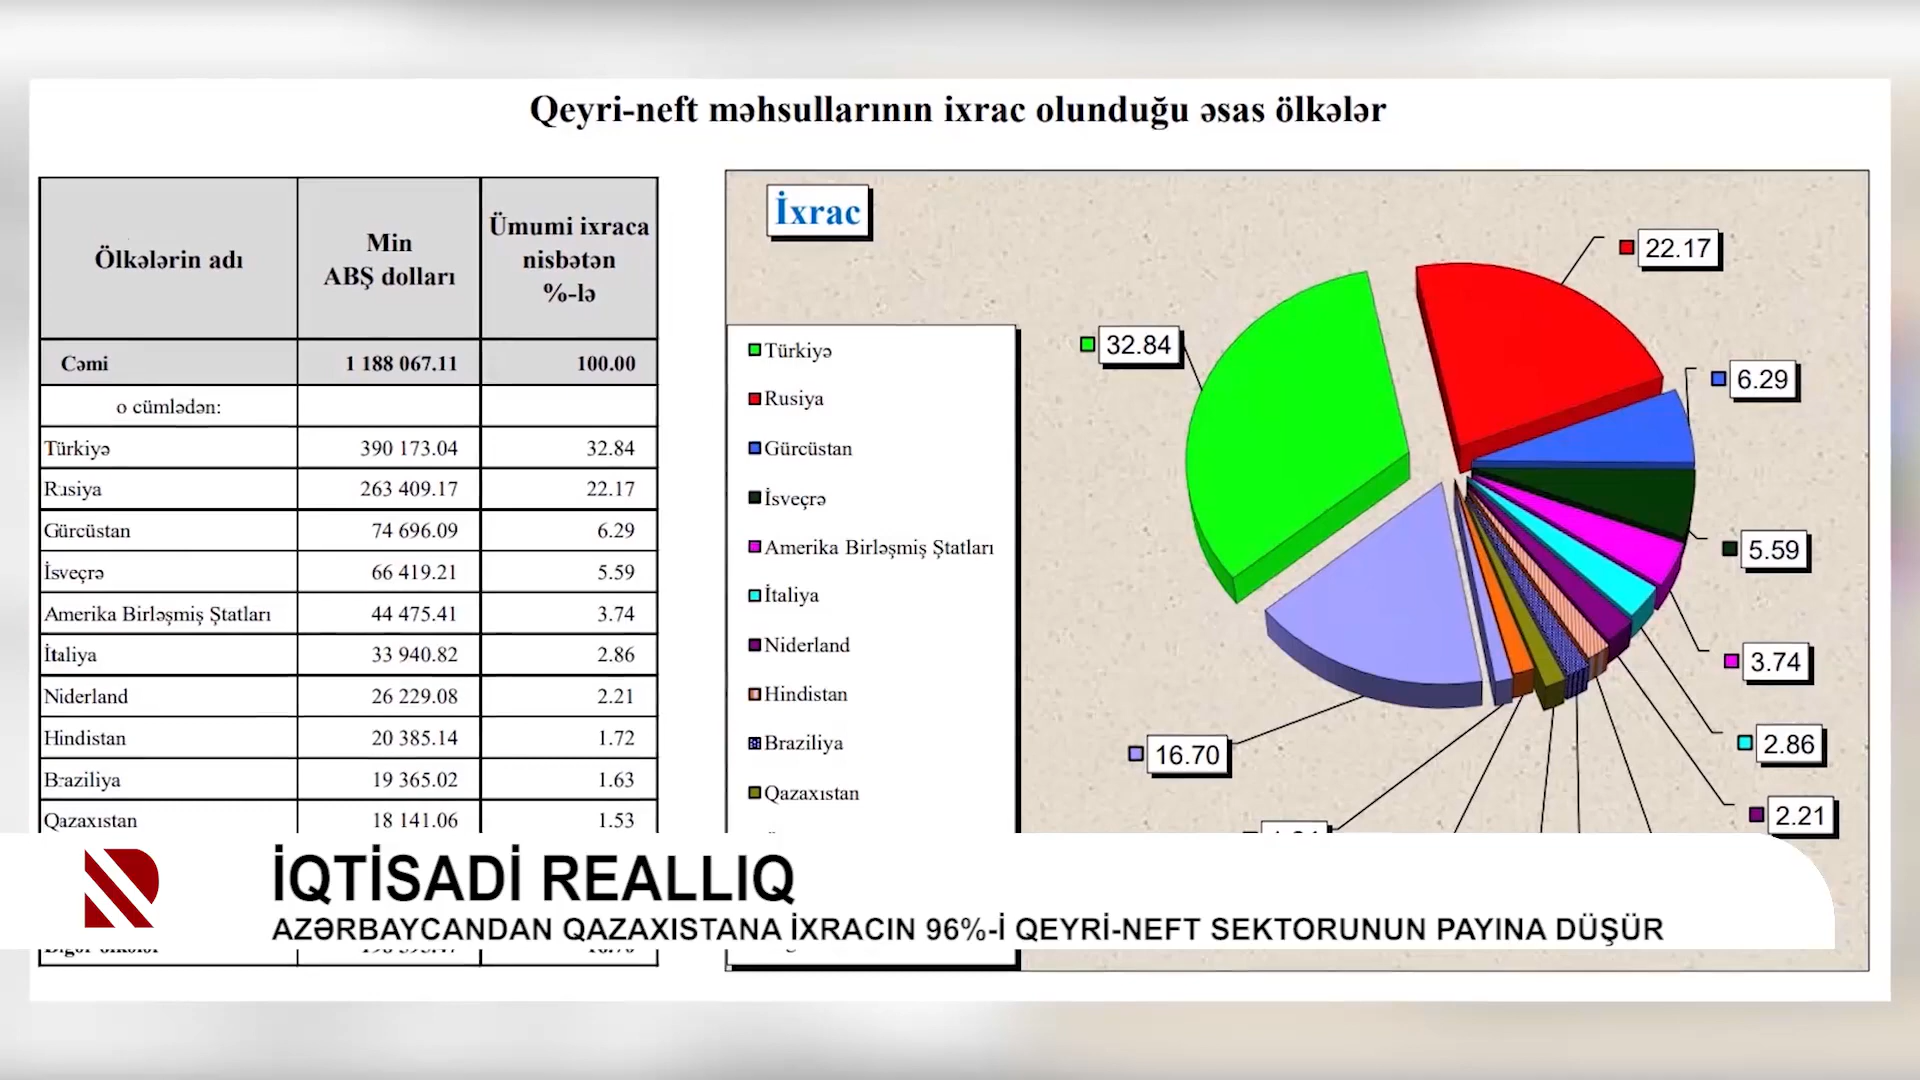 Qeyri-neft məhsullarının ixrac olunduğu əsas ölkələr
Ölkələrin adı
Min
ABŞ dolları
Ümumi ixraca
nisbətən
%-lə
Cəmi 1 188 067.11 100.00
o cümlədən:
Türkiyə 390 173.04 32.84
Rusiya 263 409.17 22.17
Gürcüstan 74 696.09 6.29
İsveçrə 66 419.21 5.59
Amerika Birləşmiş Ştatları 44 475.41 3.74
İtaliya 33 940.82 2.86
Niderland 26 229.08 2.21
Hindistan 20 385.14 1.72
Braziliya 19 365.02 1.63
Qazaxıstan 18 141.06 1.53
İxrac
Türkiyə
Rusiya
Gürcüstan
İsveçrə
Amerika Birləşmiş Ştatları
İtaliya
Niderland
Hindistan
Braziliya
Qazaxıstan
22.17
32.84
6.29
5.59
3.74
2.86
16.70
2.21
İQTİSADİ REALLIQ
AZƏRBAYCANDAN QAZAXISTANA İXRACIN 96%-İ QEYRİ-NEFT SEKTORUNUN PAYINA DÜŞÜR